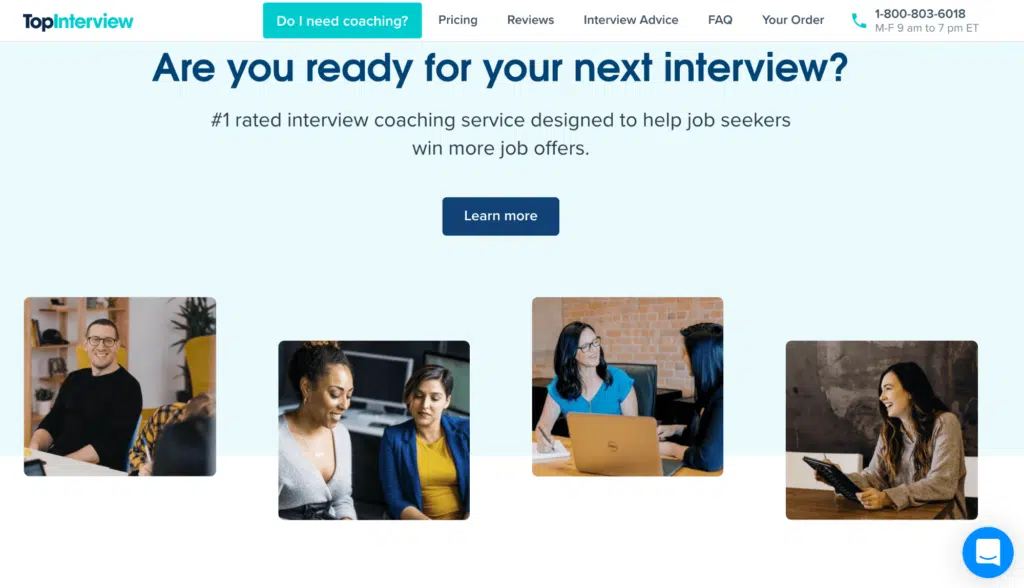 TopInterview
Do I need coaching?
Pricing
Reviews
Interview Advice
FAQ
Your Order
1-800-803-6018
M-F 9 am to 7 pm ET
Are you ready for your next interview?
#1 rated interview coaching service designed to help job seekers
win more job offers.
Learn more
DELL